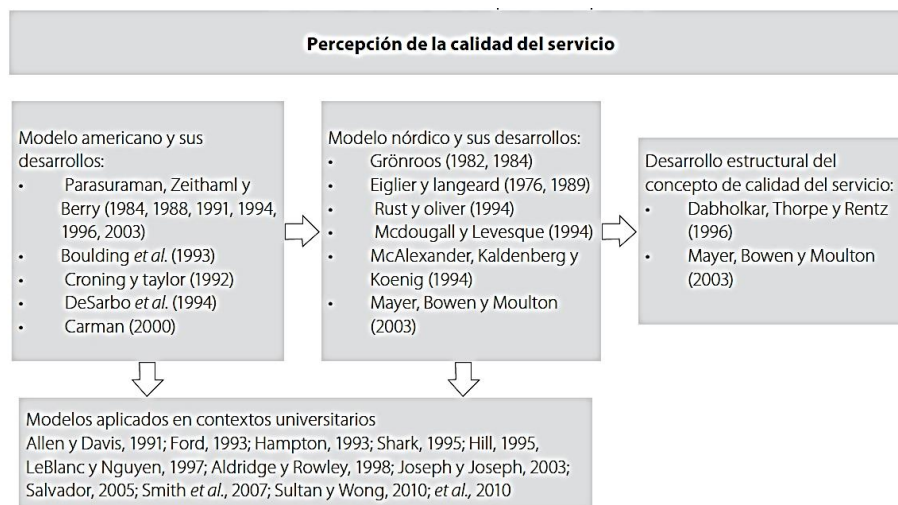 Percepción de la calidad del servicio
Modelo americano y sus
desarrollos:
• Parasuraman, Zeithaml y
Berry (1984, 1988, 1991, 1994,
1996, 2003)
• Boulding et al. (1993)
• Croning y taylor (1992)
• DeSarbo et al. (1994)
• Carman (2000)
Modelo nórdico y sus desarrollos:
• Grönroos (1982, 1984)
• Eiglier y langeard (1976, 1989)
• Rust y oliver (1994)
• Mcdougall y Levesque (1994)
• McAlexander, Kaldenberg y
Koenig (1994)
• Mayer, Bowen y Moulton
(2003)
Desarrollo estructural del
concepto de calidad del servicio:
• Dabholkar, Thorpe y Rentz
(1996)
• Mayer, Bowen y Moulton
(2003)
Modelos aplicados en contextos universitarios
Allen y Davis, 1991; Ford, 1993; Hampton, 1993; Shark, 1995; Hill, 1995,
LeBlanc y Nguyen, 1997; Aldridge y Rowley, 1998; Joseph y Joseph, 2003;
Salvador, 2005; Smith et al., 2007; Sultan y Wong, 2010; et al., 2010